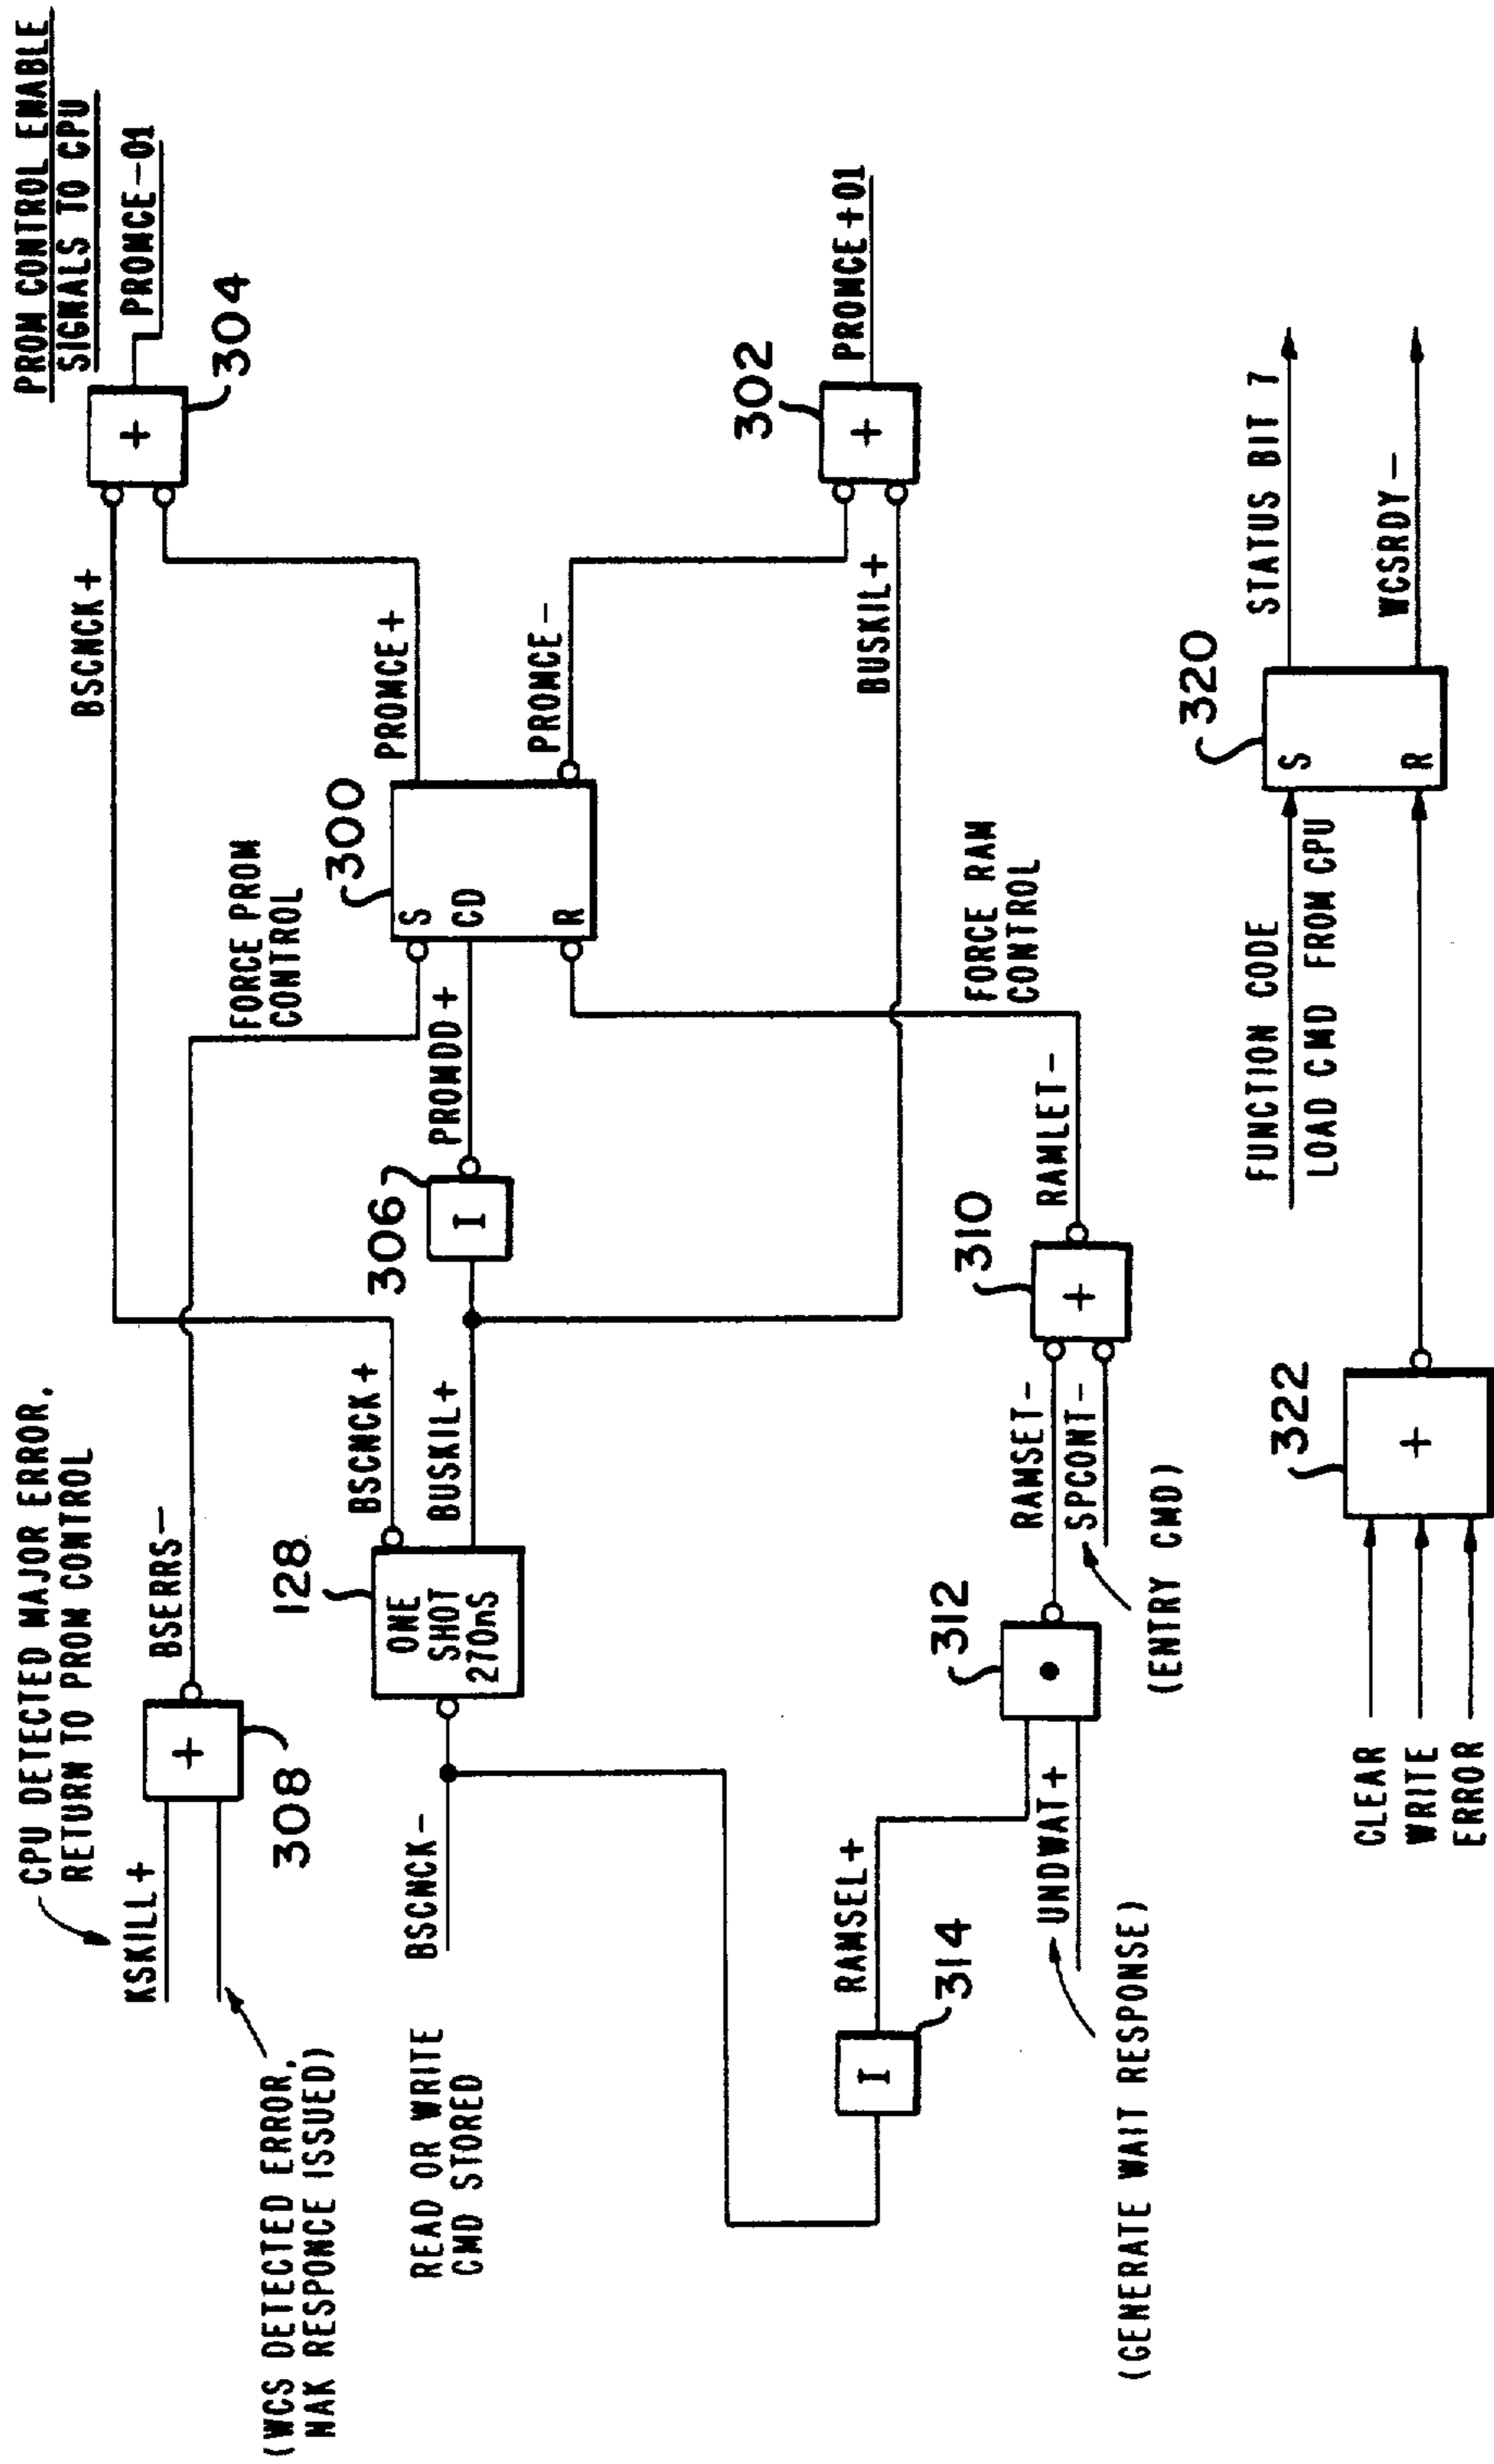 CPU DETECTED MAJOR ERROR,
RETURN TO PROM CONTROL
KSKILL+
+
308
BSERRS-
(WCS DETECTED ERROR,
NAK RESPONCE ISSUED)
READ OR WRITE
CMD STORED
BSCNCK-
128
ONE
SHOT
270nS
BSCNCK+
BUSKIL+
306
I
PROMDD+
FORCE PROM
CONTROL
300
S
CD
R
PROMCE+
PROMCE-
BSCNCK+
BUSKIL+
PROM CONTROL ENABLE
SIGNALS TO CPU
+
304
PROMCE-01
302
+
PROMCE+01
I
314
RAMSEL+
UNDWAT+
(GENERATE WAIT RESPONSE)
312
•
RAMSET-
SPCONT-
(ENTRY CMD)
310
+
RAMLET-
FORCE RAM
CONTROL
CLEAR
WRITE
ERROR
322
+
FUNCTION CODE
LOAD CMD FROM CPU
320
S
R
STATUS BIT 7
WCSRDY-